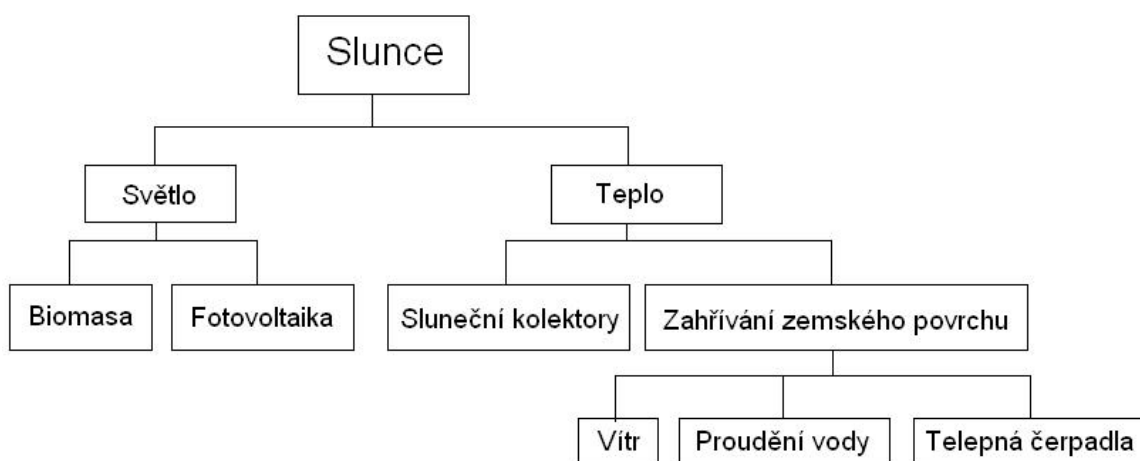 Slunce
Světlo
Teplo
Biomasa
Fotovoltaika
Sluneční kolektory
Zahřívání zemského povrchu
Vítr
Proudění vody
Telepná čerpadla